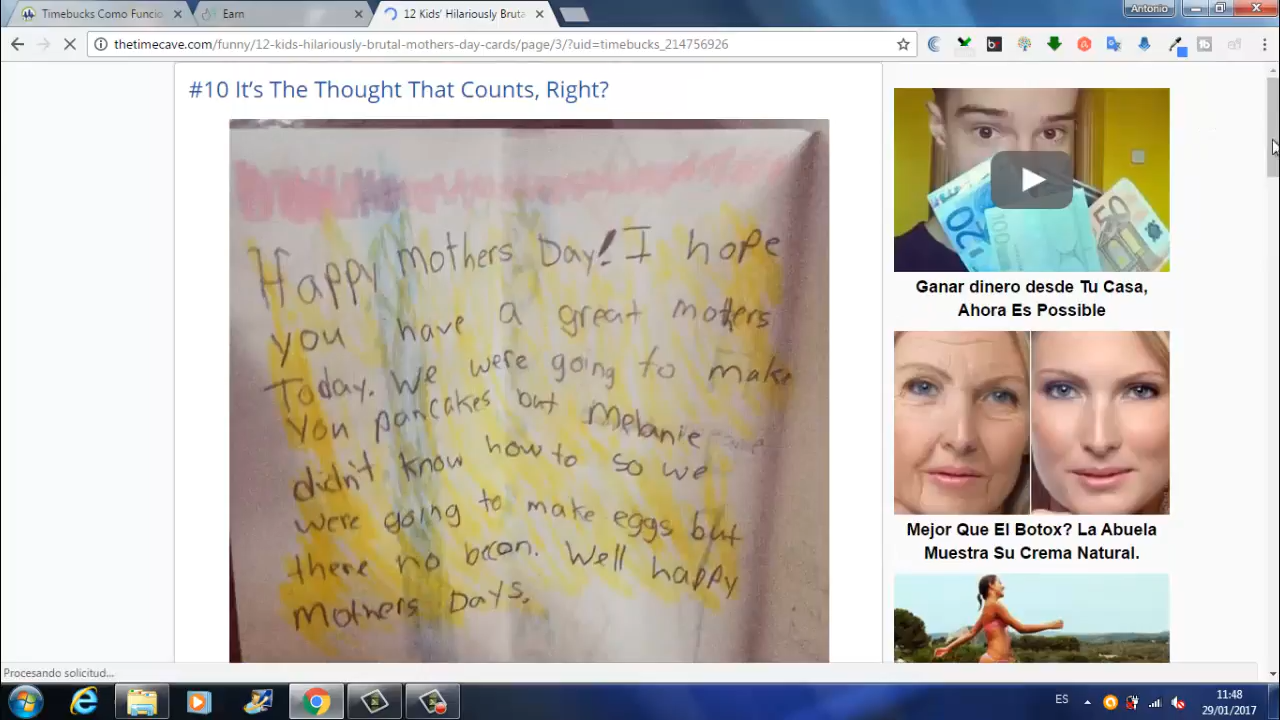 Timebucks Como Funcio
Earn
12 Kids' Hilariously Bruta
Antonio
thetimecave.com/funny/12-kids-hilariously-brutal-mothers-day-cards/page/3/?uid=timebucks_214756926
#10 It's The Thought That Counts, Right?
Happy mothers Day! I hope
you have a great mothers
Today. We were going to make
You pancakes but Melanie
didn't know how to so we
were going to make eggs but
there no bacon. Well happy
Mothers Days.
20
100
50
Ganar dinero desde Tu Casa,
Ahora Es Possible
Mejor Que El Botox? La Abuela
Muestra Su Crema Natural.
Procesando solicitud...
ES
11:48
29/01/2017